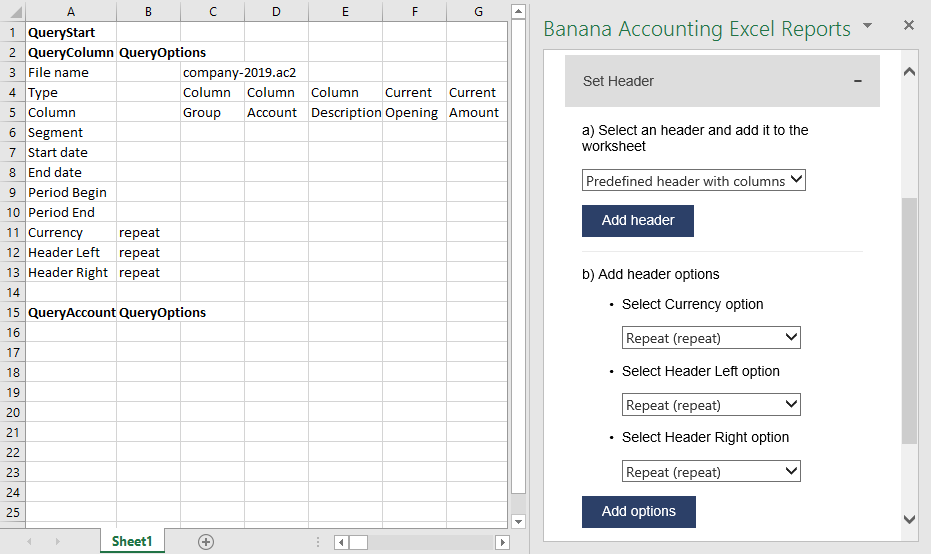 A B C D E F G
1 QueryStart
2 QueryColumn QueryOptions
3 File name company-2019.ac2
4 Type Column Column Column Current Current
5 Column Group Account Description Opening Amount
6 Segment
7 Start date
8 End date
9 Period Begin
10 Period End
11 Currency repeat
12 Header Left repeat
13 Header Right repeat
14
15 QueryAccount QueryOptions
16
17
18
19
20
21
22
23
24
25
Sheet1
Banana Accounting Excel Reports
Set Header
a) Select an header and add it to the
worksheet
Predefined header with columns
Add header
b) Add header options
• Select Currency option
Repeat (repeat)
• Select Header Left option
Repeat (repeat)
• Select Header Right option
Repeat (repeat)
Add options